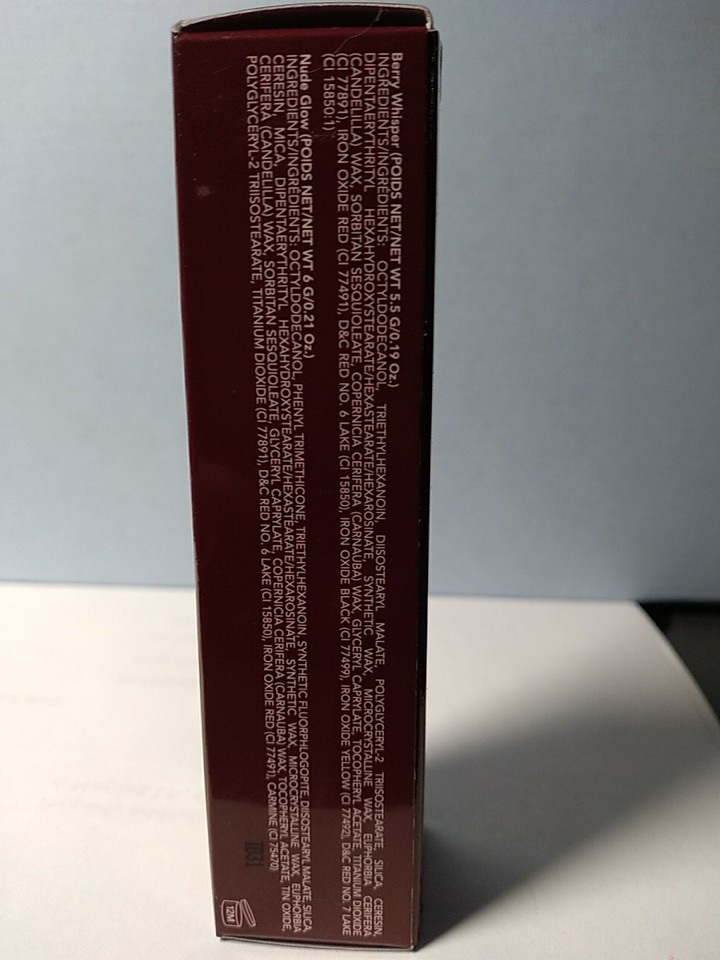 Berry Whisper (POIDS NET/NET WT 5.5 G/0.19 Oz.)
INGREDIENTS/INGRÉDIENTS: OCTYLDODECANOL, TRIETHYLHEXANOIN, DIISOSTEARYL MALATE, POLYGLYCERYL-2 TRIISOSTEARATE, SILICA, CERESIN,
DIPENTAERYTHRITYL HEXAHYDROXYSTEARATE/HEXASTEARATE/HEXAROSINATE, SYNTHETIC WAX, MICROCRYSTALLINE WAX, EUPHORBIA CERIFERA
(CANDELILLA) WAX, SORBITAN SESQUIOLEATE, COPERNICIA CERIFERA (CARNAUBA) WAX, GLYCERYL CAPRYLATE, TOCOPHERYL ACETATE, TITANIUM DIOXIDE
(CI 77891), IRON OXIDE RED (CI 77491), D&C RED NO. 6 LAKE (CI 15850), IRON OXIDE BLACK (CI 77499), IRON OXIDE YELLOW (CI 77492), D&C RED NO. 7 LAKE
(CI 15850:1)
Nude Glow (POIDS NET/NET WT 6 G/0.21 Oz.)
INGREDIENTS/INGRÉDIENTS: OCTYLDODECANOL, PHENYL TRIMETHICONE, TRIETHYLHEXANOIN, SYNTHETIC FLUORPHLOGOPITE, DIISOSTEARYL MALATE, SILICA,
CERESIN, MICA, DIPENTAERYTHRITYL HEXAHYDROXYSTEARATE/HEXASTEARATE/HEXAROSINATE, SYNTHETIC WAX, MICROCRYSTALLINE WAX, EUPHORBIA
CERIFERA (CANDELILLA) WAX, SORBITAN SESQUIOLEATE, GLYCERYL CAPRYLATE, COPERNICIA CERIFERA (CARNAUBA) WAX, TOCOPHERYL ACETATE, TIN OXIDE,
POLYGLYCERYL-2 TRIISOSTEARATE, TITANIUM DIOXIDE (CI 77891), D&C RED NO. 6 LAKE (CI 15850), IRON OXIDE RED (CI 77491), CARMINE (CI 75470)
12M